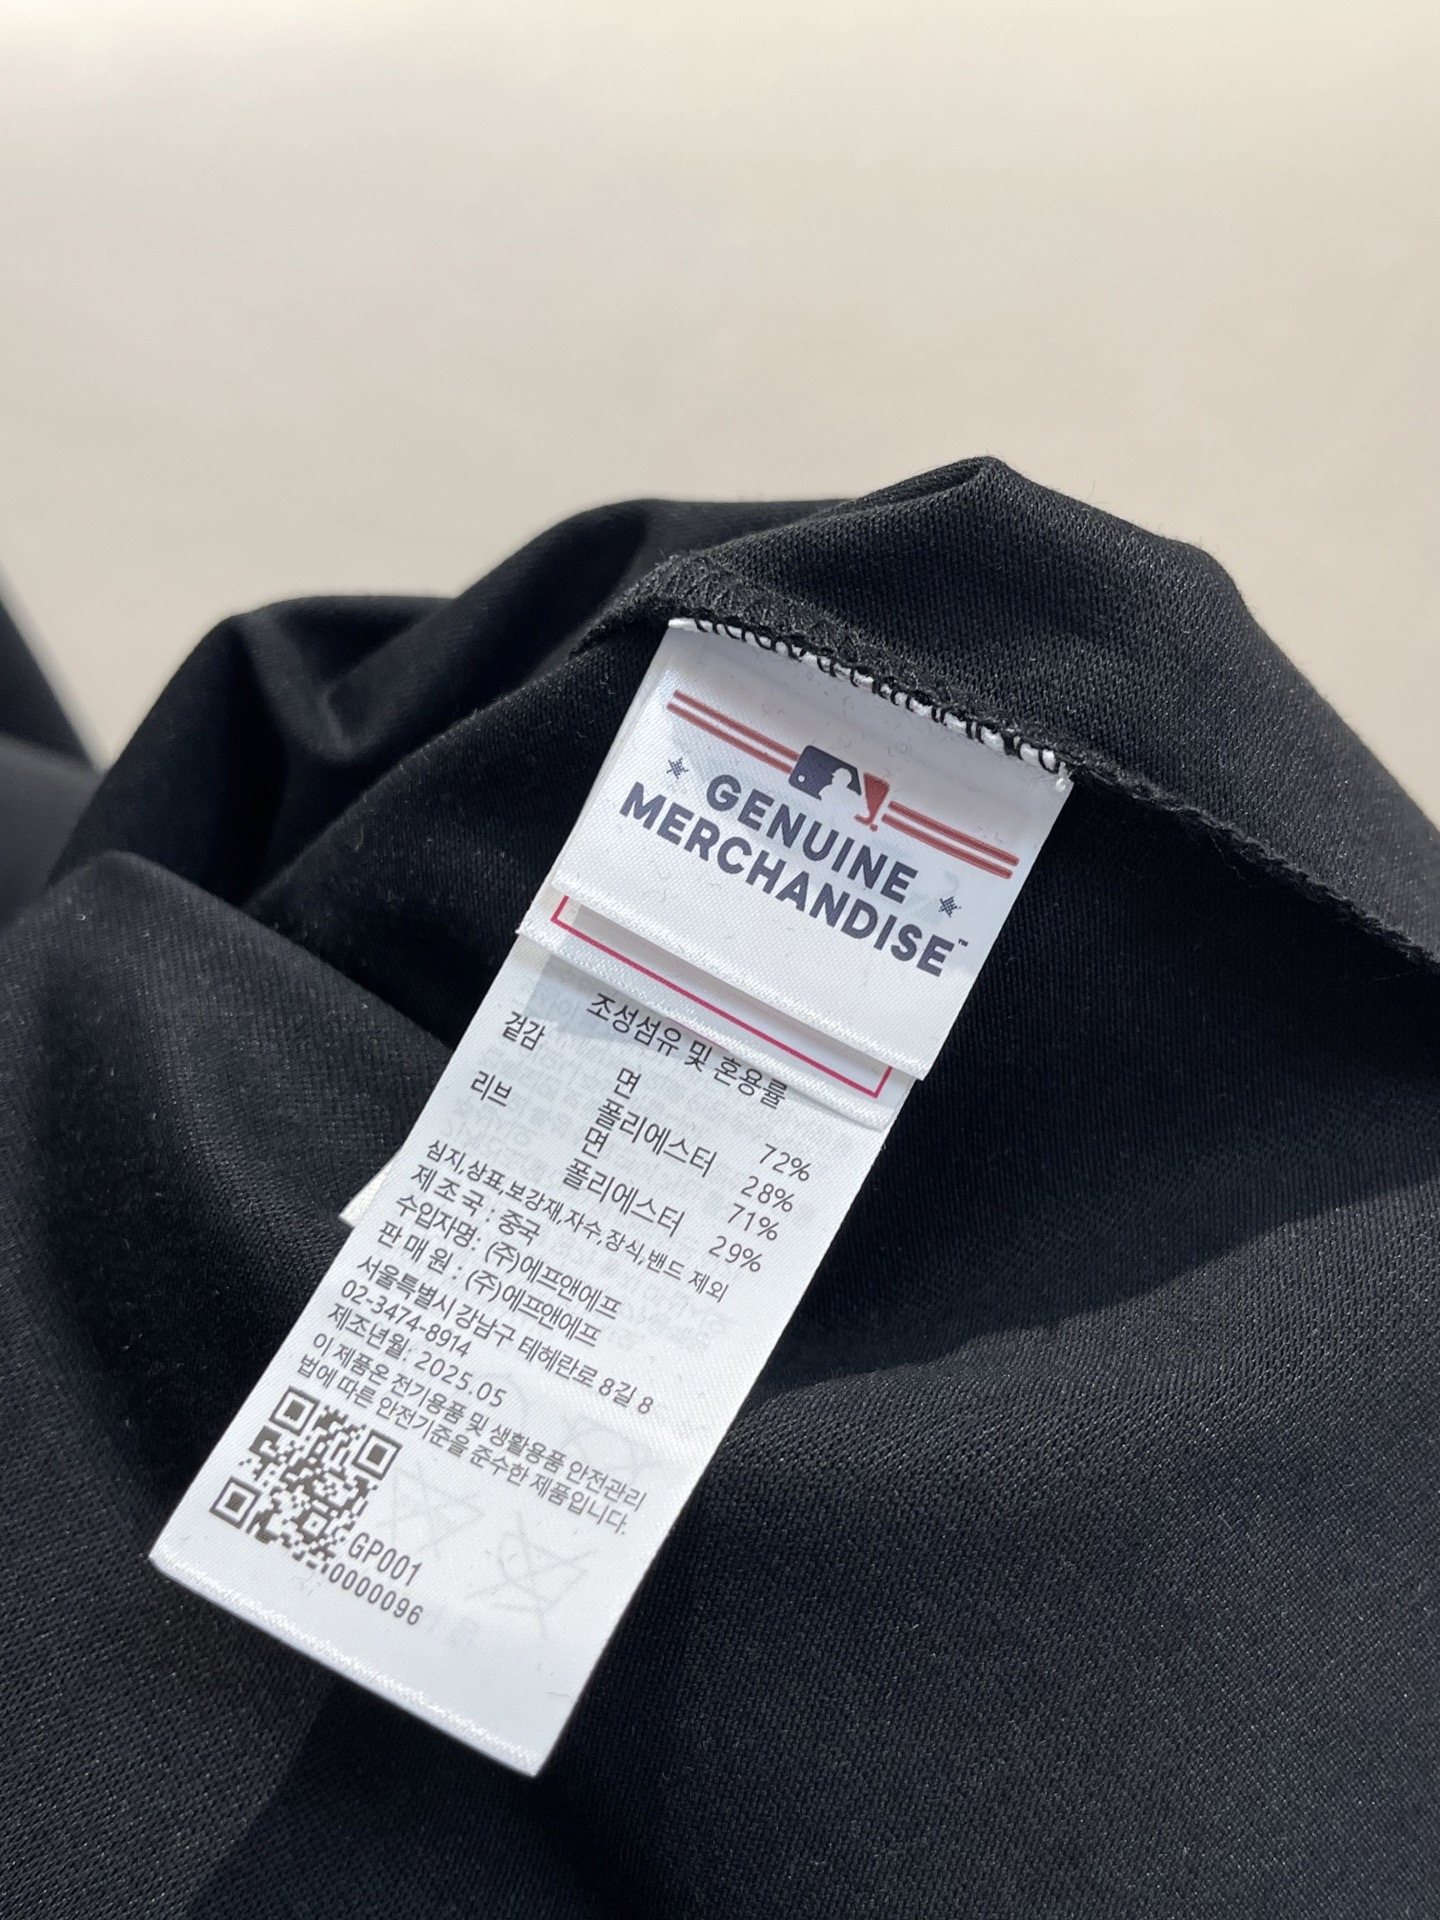 GENUINE
MERCHANDISE™
조성섬유 및 혼용률
겉감 면 72%
폴리에스터 28%
리브 면 71%
폴리에스터 29%
심지,상표,보강재,자수,장식,밴드 제외
제 조 국 : 중국
수입자명: (주)에프앤에프
판 매 원 : (주)에프앤에프
서울특별시 강남구 테헤란로 8길 8
02-3474-8914
제조년월: 2025.05
이 제품은 전기용품 및 생활용품 안전관리
법에 따른 안전기준을 준수한 제품입니다.
GP001
0000096